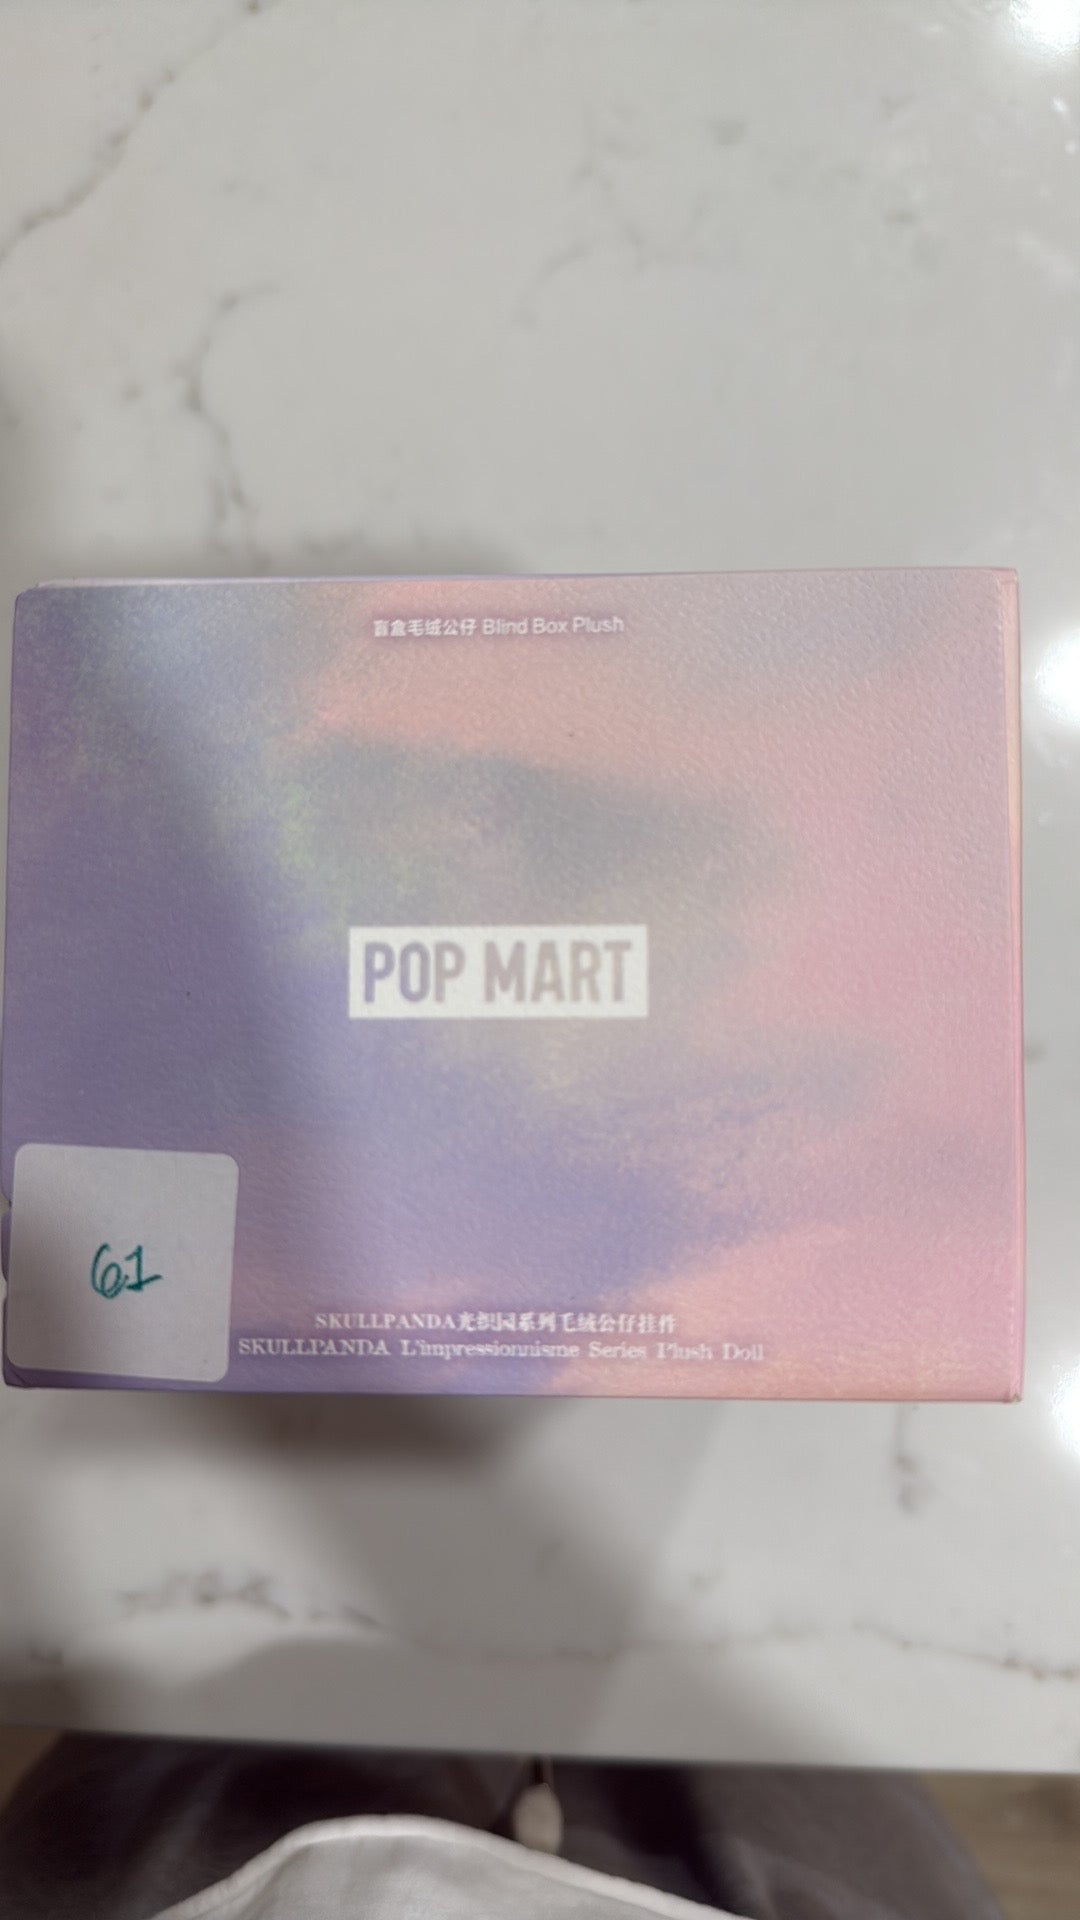 盲盒毛绒公仔 Blind Box Plush
POP MART
61
SKULLPANDA光织园系列毛绒公仔挂件
SKULLPANDA L'impressionnisme Series Plush Doll